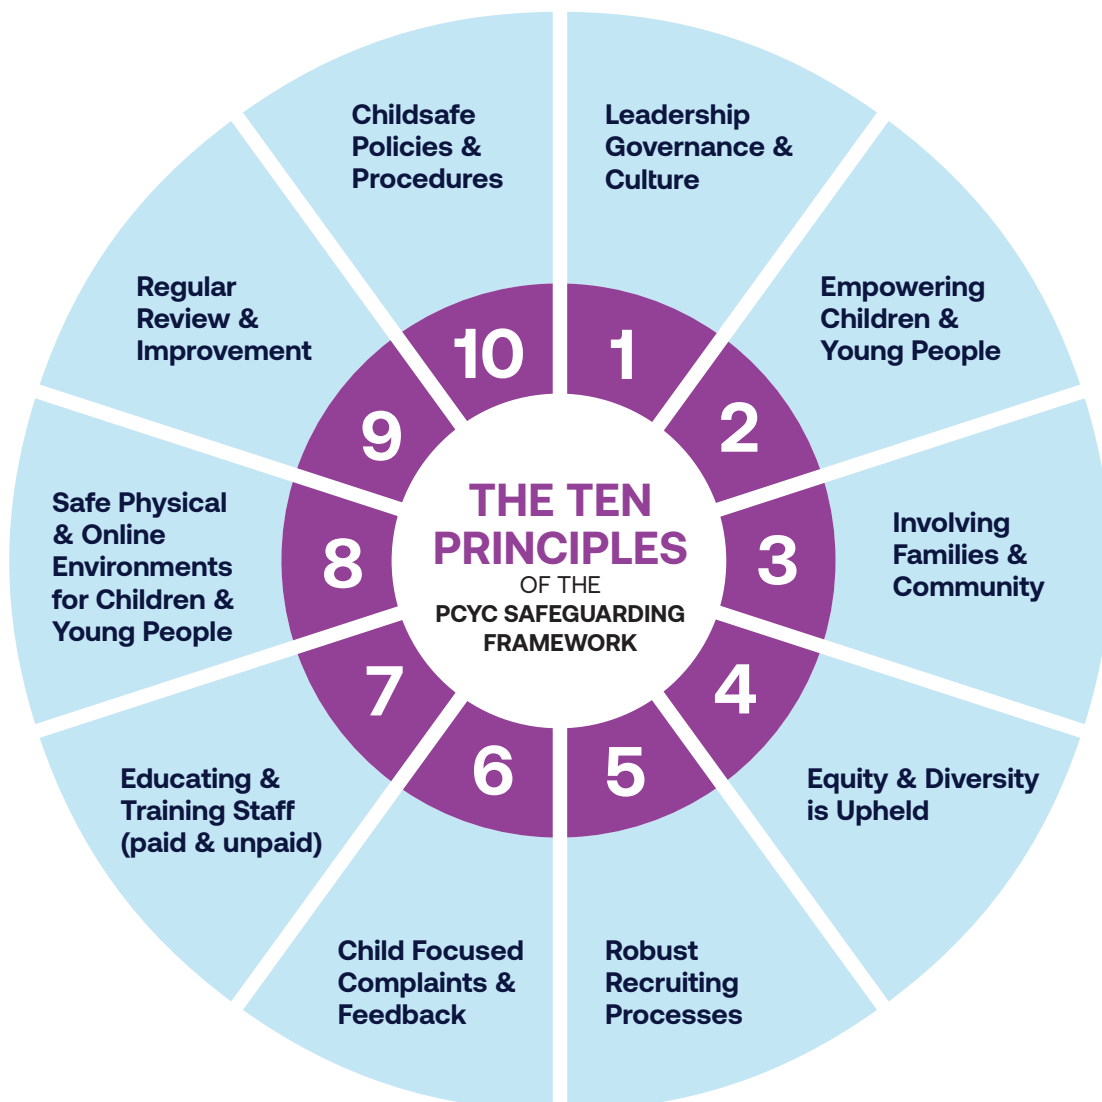 THE TEN
PRINCIPLES
OF THE
PCYC SAFEGUARDING
FRAMEWORK
1
Leadership
Governance &
Culture
2
Empowering
Children &
Young People
3
Involving
Families &
Community
4
Equity & Diversity
is Upheld
5
Robust
Recruiting
Processes
6
Child Focused
Complaints &
Feedback
7
Educating &
Training Staff
(paid & unpaid)
8
Safe Physical
& Online
Environments
for Children &
Young People
9
Regular
Review &
Improvement
10
Childsafe
Policies &
Procedures